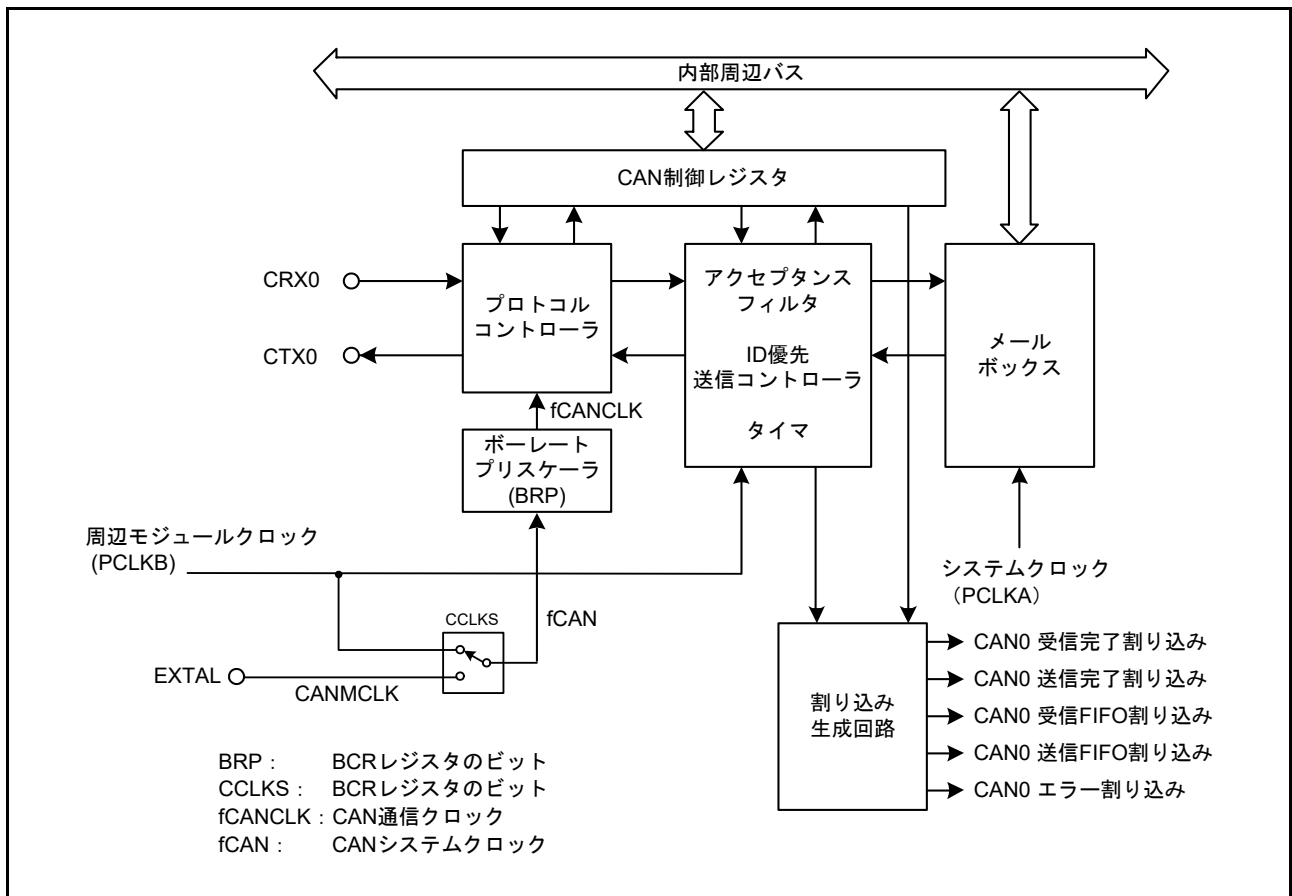 内部周辺バス
CAN制御レジスタ
CRX0
CTX0
プロトコル
コントローラ
アクセプタンス
フィルタ
ID優先
送信コントローラ
タイマ
メール
ボックス
fCANCLK
ボーレート
プリスケーラ
(BRP)
周辺モジュールクロック
(PCLKB)
システムクロック
（PCLKA）
CCLKS
fCAN
EXTAL
CANMCLK
割り込み
生成回路
CAN0 受信完了割り込み
CAN0 送信完了割り込み
CAN0 受信FIFO割り込み
CAN0 送信FIFO割り込み
CAN0 エラー割り込み
BRP： BCRレジスタのビット
CCLKS： BCRレジスタのビット
fCANCLK：CAN通信クロック
fCAN： CANシステムクロック